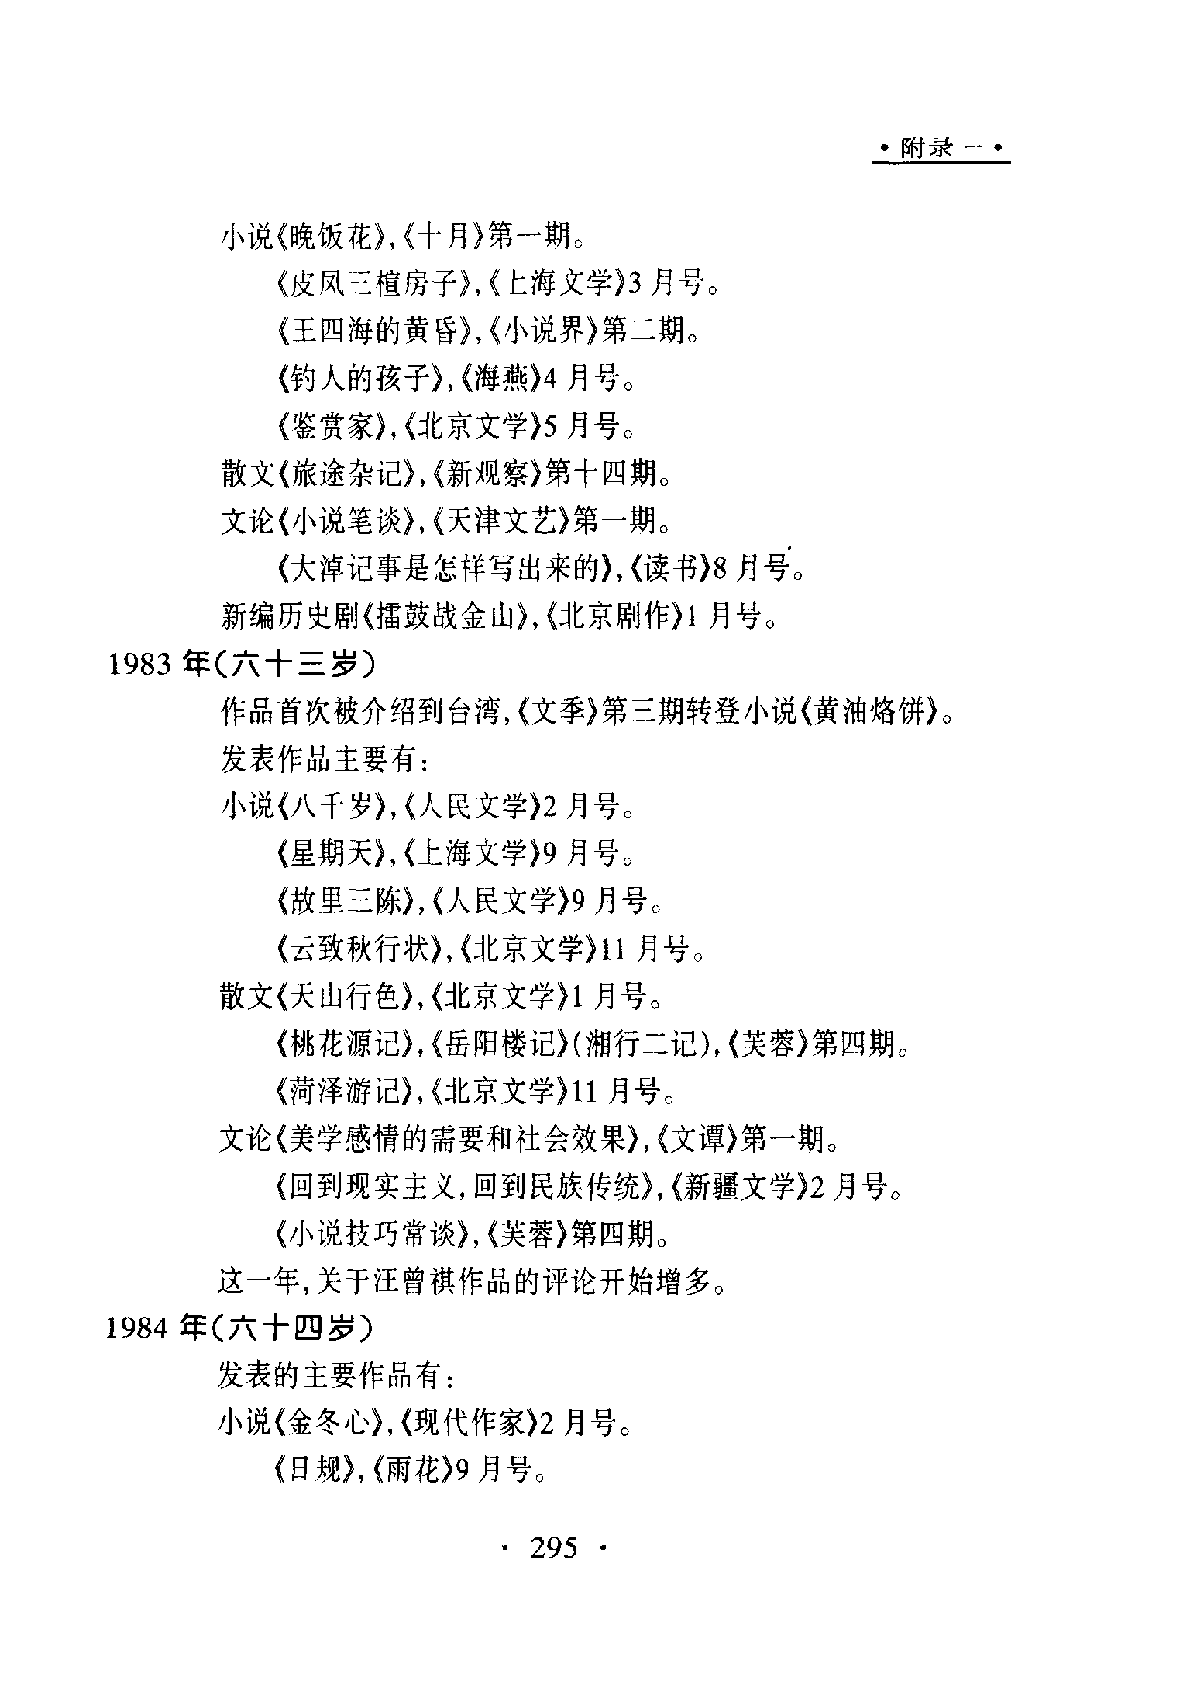 ·附录一·
小说《晚饭花》,《十月》第一期。
《皮凤三楦房子》,《上海文学》3月号。
《王四海的黄昏》,《小说界》第二期。
《钓人的孩子》,《海燕》4月号。
《鉴赏家》,《北京文学》5月号。
散文《旅途杂记》,《新观察》第十四期。
文论《小说笔谈》,《天津文艺》第一期。
《大淖记事是怎样写出来的》,《读书》8月号。
新编历史剧《擂鼓战金山》,《北京剧作》1月号。
1983年(六十三岁)
作品首次被介绍到台湾,《文季》第三期转登小说《黄油烙饼》。
发表作品主要有:
小说《八千岁》,《人民文学》2月号。
《星期天》,《上海文学》9月号。
《故里三陈》,《人民文学》9月号。
《云致秋行状》,《北京文学》11月号。
散文《天山行色》,《北京文学》1月号。
《桃花源记》,《岳阳楼记》(湘行二记),《芙蓉》第四期。
《菏泽游记》,《北京文学》11月号。
文论《美学感情的需要和社会效果》,《文谭》第一期。
《回到现实主义,回到民族传统》,《新疆文学》2月号。
《小说技巧常谈》,《芙蓉》第四期。
这一年,关于汪曾祺作品的评论开始增多。
1984年(六十四岁)
发表的主要作品有:
小说《金冬心》,《现代作家》2月号。
《日规》,《雨花》9月号。
· 295 ·